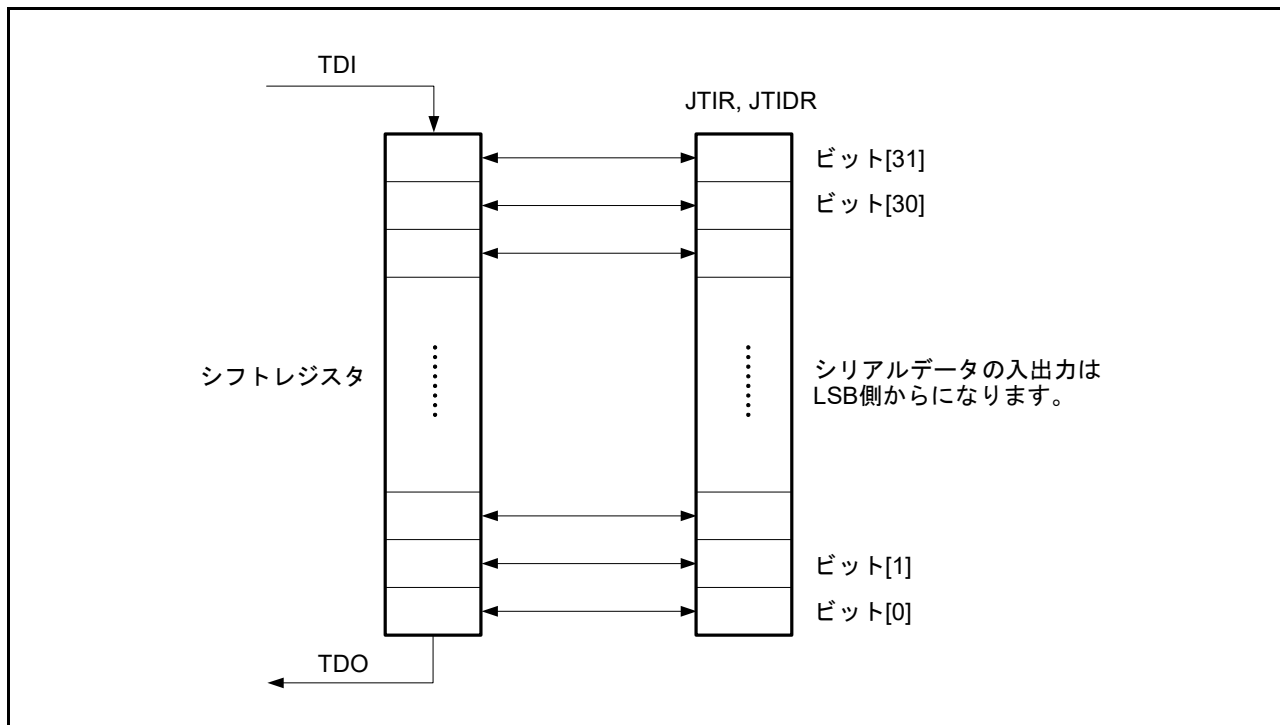 TDI
JTIR, JTIDR
ビット[31]
ビット[30]
シフトレジスタ
シリアルデータの入出力は
LSB側からになります。
ビット[1]
ビット[0]
TDO